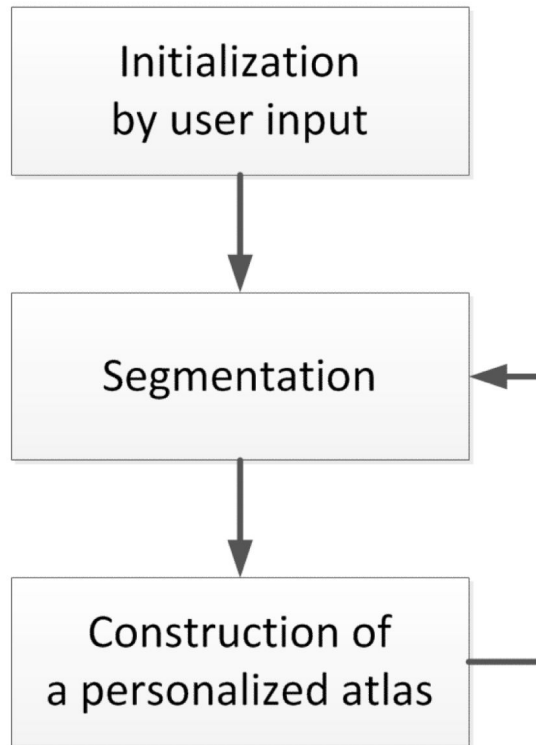 Initialization
by user input
Segmentation
Construction of
a personalized atlas